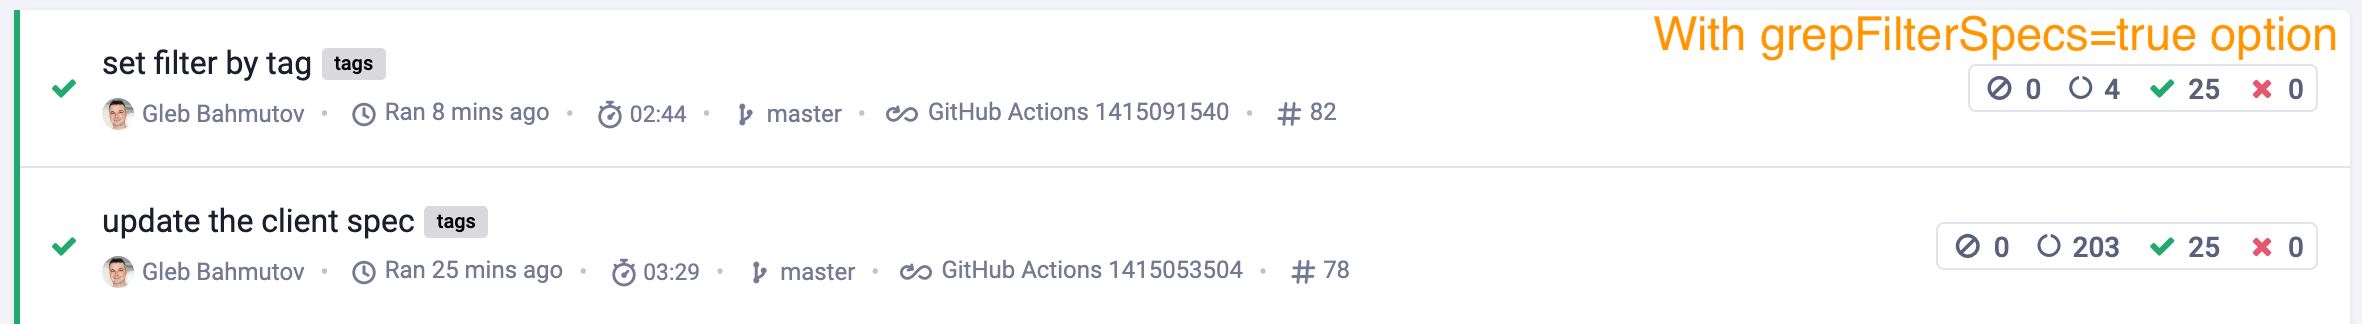 With grepFilterSpecs=true option
set filter by tag tags
0 4 25 0
Gleb Bahmutov • Ran 8 mins ago • 02:44 • master • GitHub Actions 1415091540 • # 82
update the client spec tags
0 203 25 0
Gleb Bahmutov • Ran 25 mins ago • 03:29 • master • GitHub Actions 1415053504 • # 78